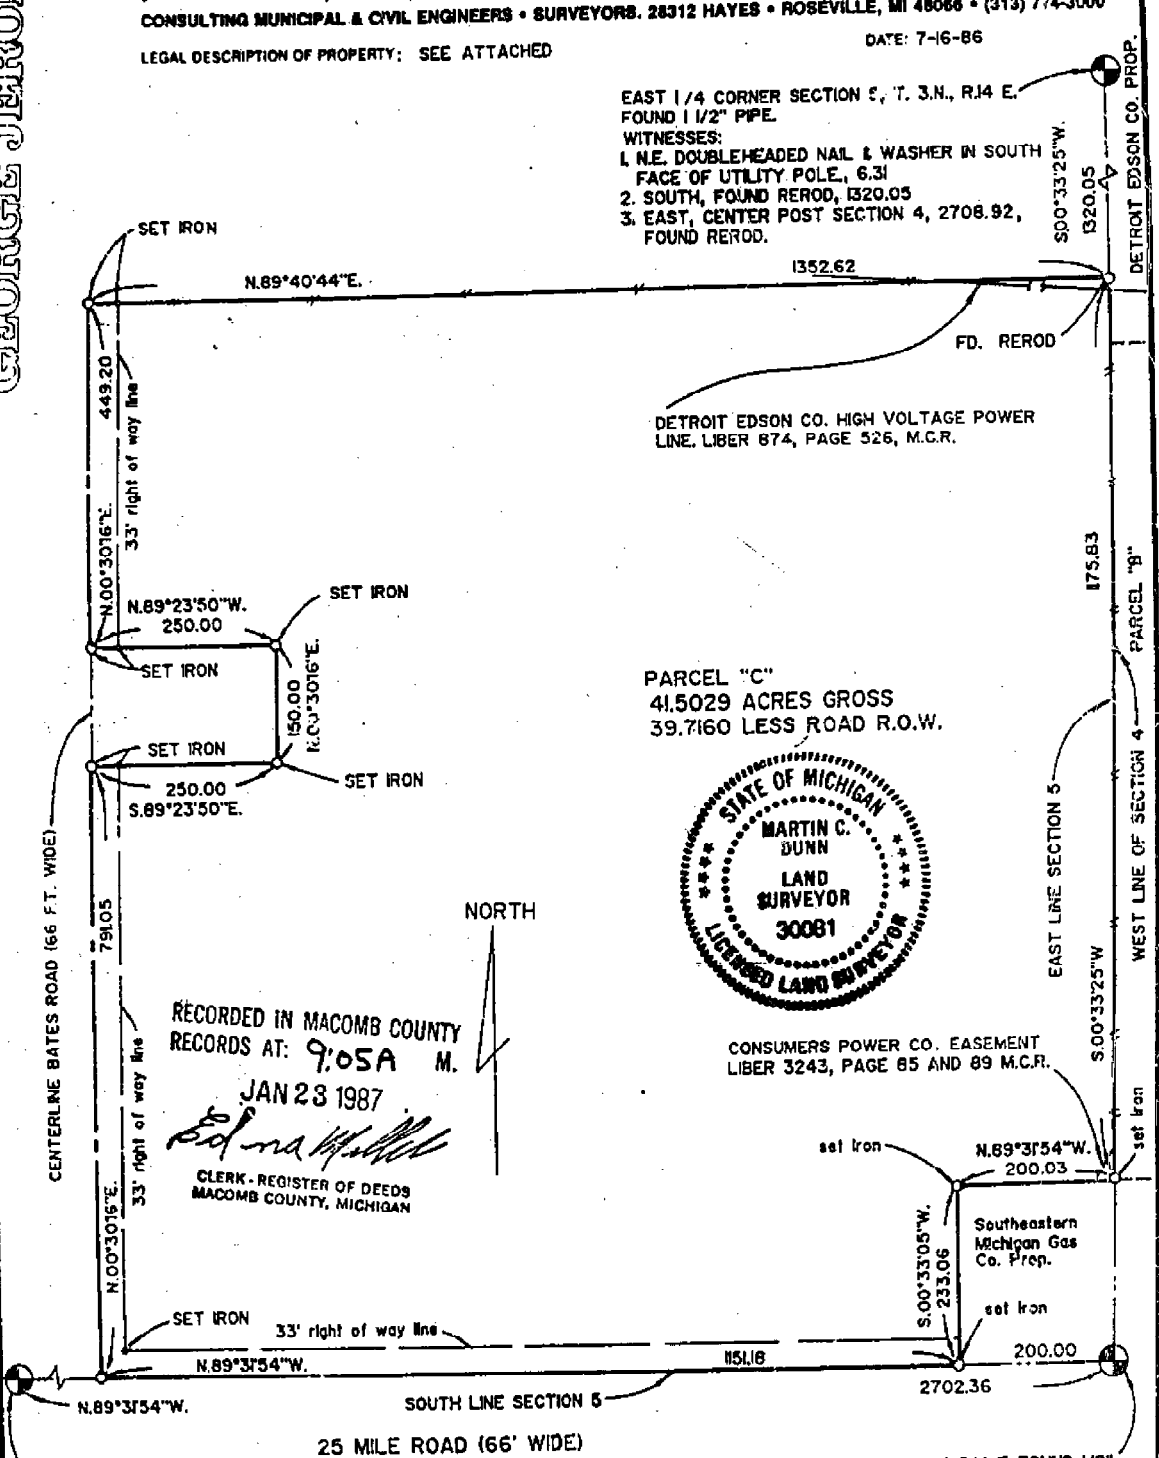 CONSULTING MUNICIPAL & CIVIL ENGINEERS • SURVEYORS. 28312 HAYES • ROSEVILLE, MI 48066 • (313) 774-3000
LEGAL DESCRIPTION OF PROPERTY: SEE ATTACHED
DATE: 7-16-86
EAST 1/4 CORNER SECTION 5, T. 3.N., R.14 E.
FOUND 1 1/2" PIPE.
WITNESSES:
1. N.E. DOUBLEHEADED NAIL & WASHER IN SOUTH
FACE OF UTILITY POLE., 6.31
2. SOUTH, FOUND REROD, 1320.05
3. EAST, CENTER POST SECTION 4, 2708.92,
FOUND REROD.
S.00°33'25"W.
1320.05
DETROIT EDSON CO. PROP.
SET IRON
N.89°40'44"E.
1352.62
FD. REROD
DETROIT EDSON CO. HIGH VOLTAGE POWER
LINE. LIBER 874, PAGE 526, M.C.R.
449.20
33' right of way line
N.00°30'16"E.
N.89°23'50"W.
250.00
SET IRON
SET IRON
150.00
N.00°30'16"E.
SET IRON
250.00
S.89°23'50"E.
SET IRON
1175.83
PARCEL "B"
PARCEL "C"
41.5029 ACRES GROSS
39.7160 LESS ROAD R.O.W.
STATE OF MICHIGAN
MARTIN C.
DUNN
LAND
SURVEYOR
30081
LICENSED LAND SURVEYOR
EAST LINE SECTION 5
WEST LINE OF SECTION 4
S.00°33'25"W
CENTERLINE BATES ROAD (66 F.T. WIDE)
791.05
33' right of way line
N.00°30'16"E.
NORTH
RECORDED IN MACOMB COUNTY
RECORDS AT: 9:05A M.
JAN 23 1987
CLERK - REGISTER OF DEEDS
MACOMB COUNTY, MICHIGAN
CONSUMERS POWER CO. EASEMENT
LIBER 3243, PAGE 85 AND 89 M.C.R.
set iron
N.89°31'54"W.
200.03
set iron
S.00°33'05"W.
233.06
Southeastern
Michigan Gas
Co. Prop.
set iron
SET IRON
33' right of way line
N.89°31'54"W.
1151.18
200.00
2702.36
N.89°31'54"W.
SOUTH LINE SECTION 5
25 MILE ROAD (66' WIDE)